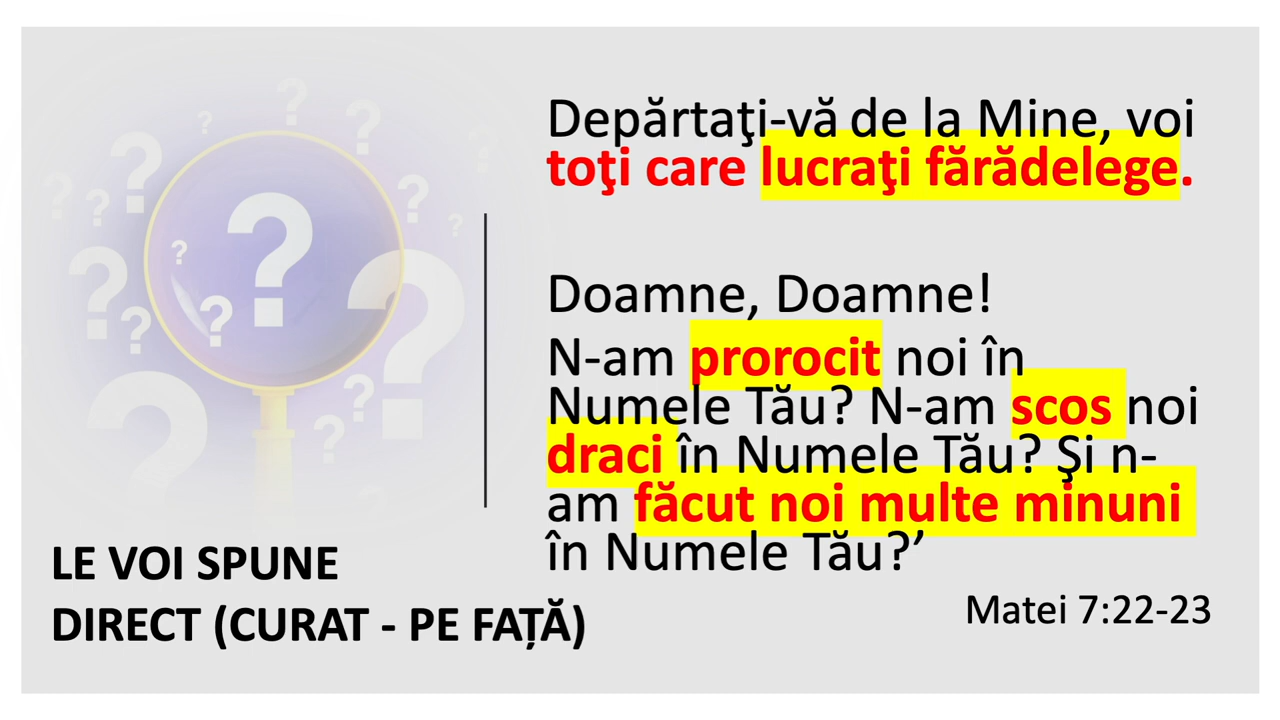 Depărtaţi-vă de la Mine, voi
toţi care lucraţi fărădelege.
Doamne, Doamne!
N-am prorocit noi în
Numele Tău? N-am scos noi
draci în Numele Tău? Şi n-
am făcut noi multe minuni
în Numele Tău?’
Matei 7:22-23
LE VOI SPUNE
DIRECT (CURAT - PE FAȚĂ)